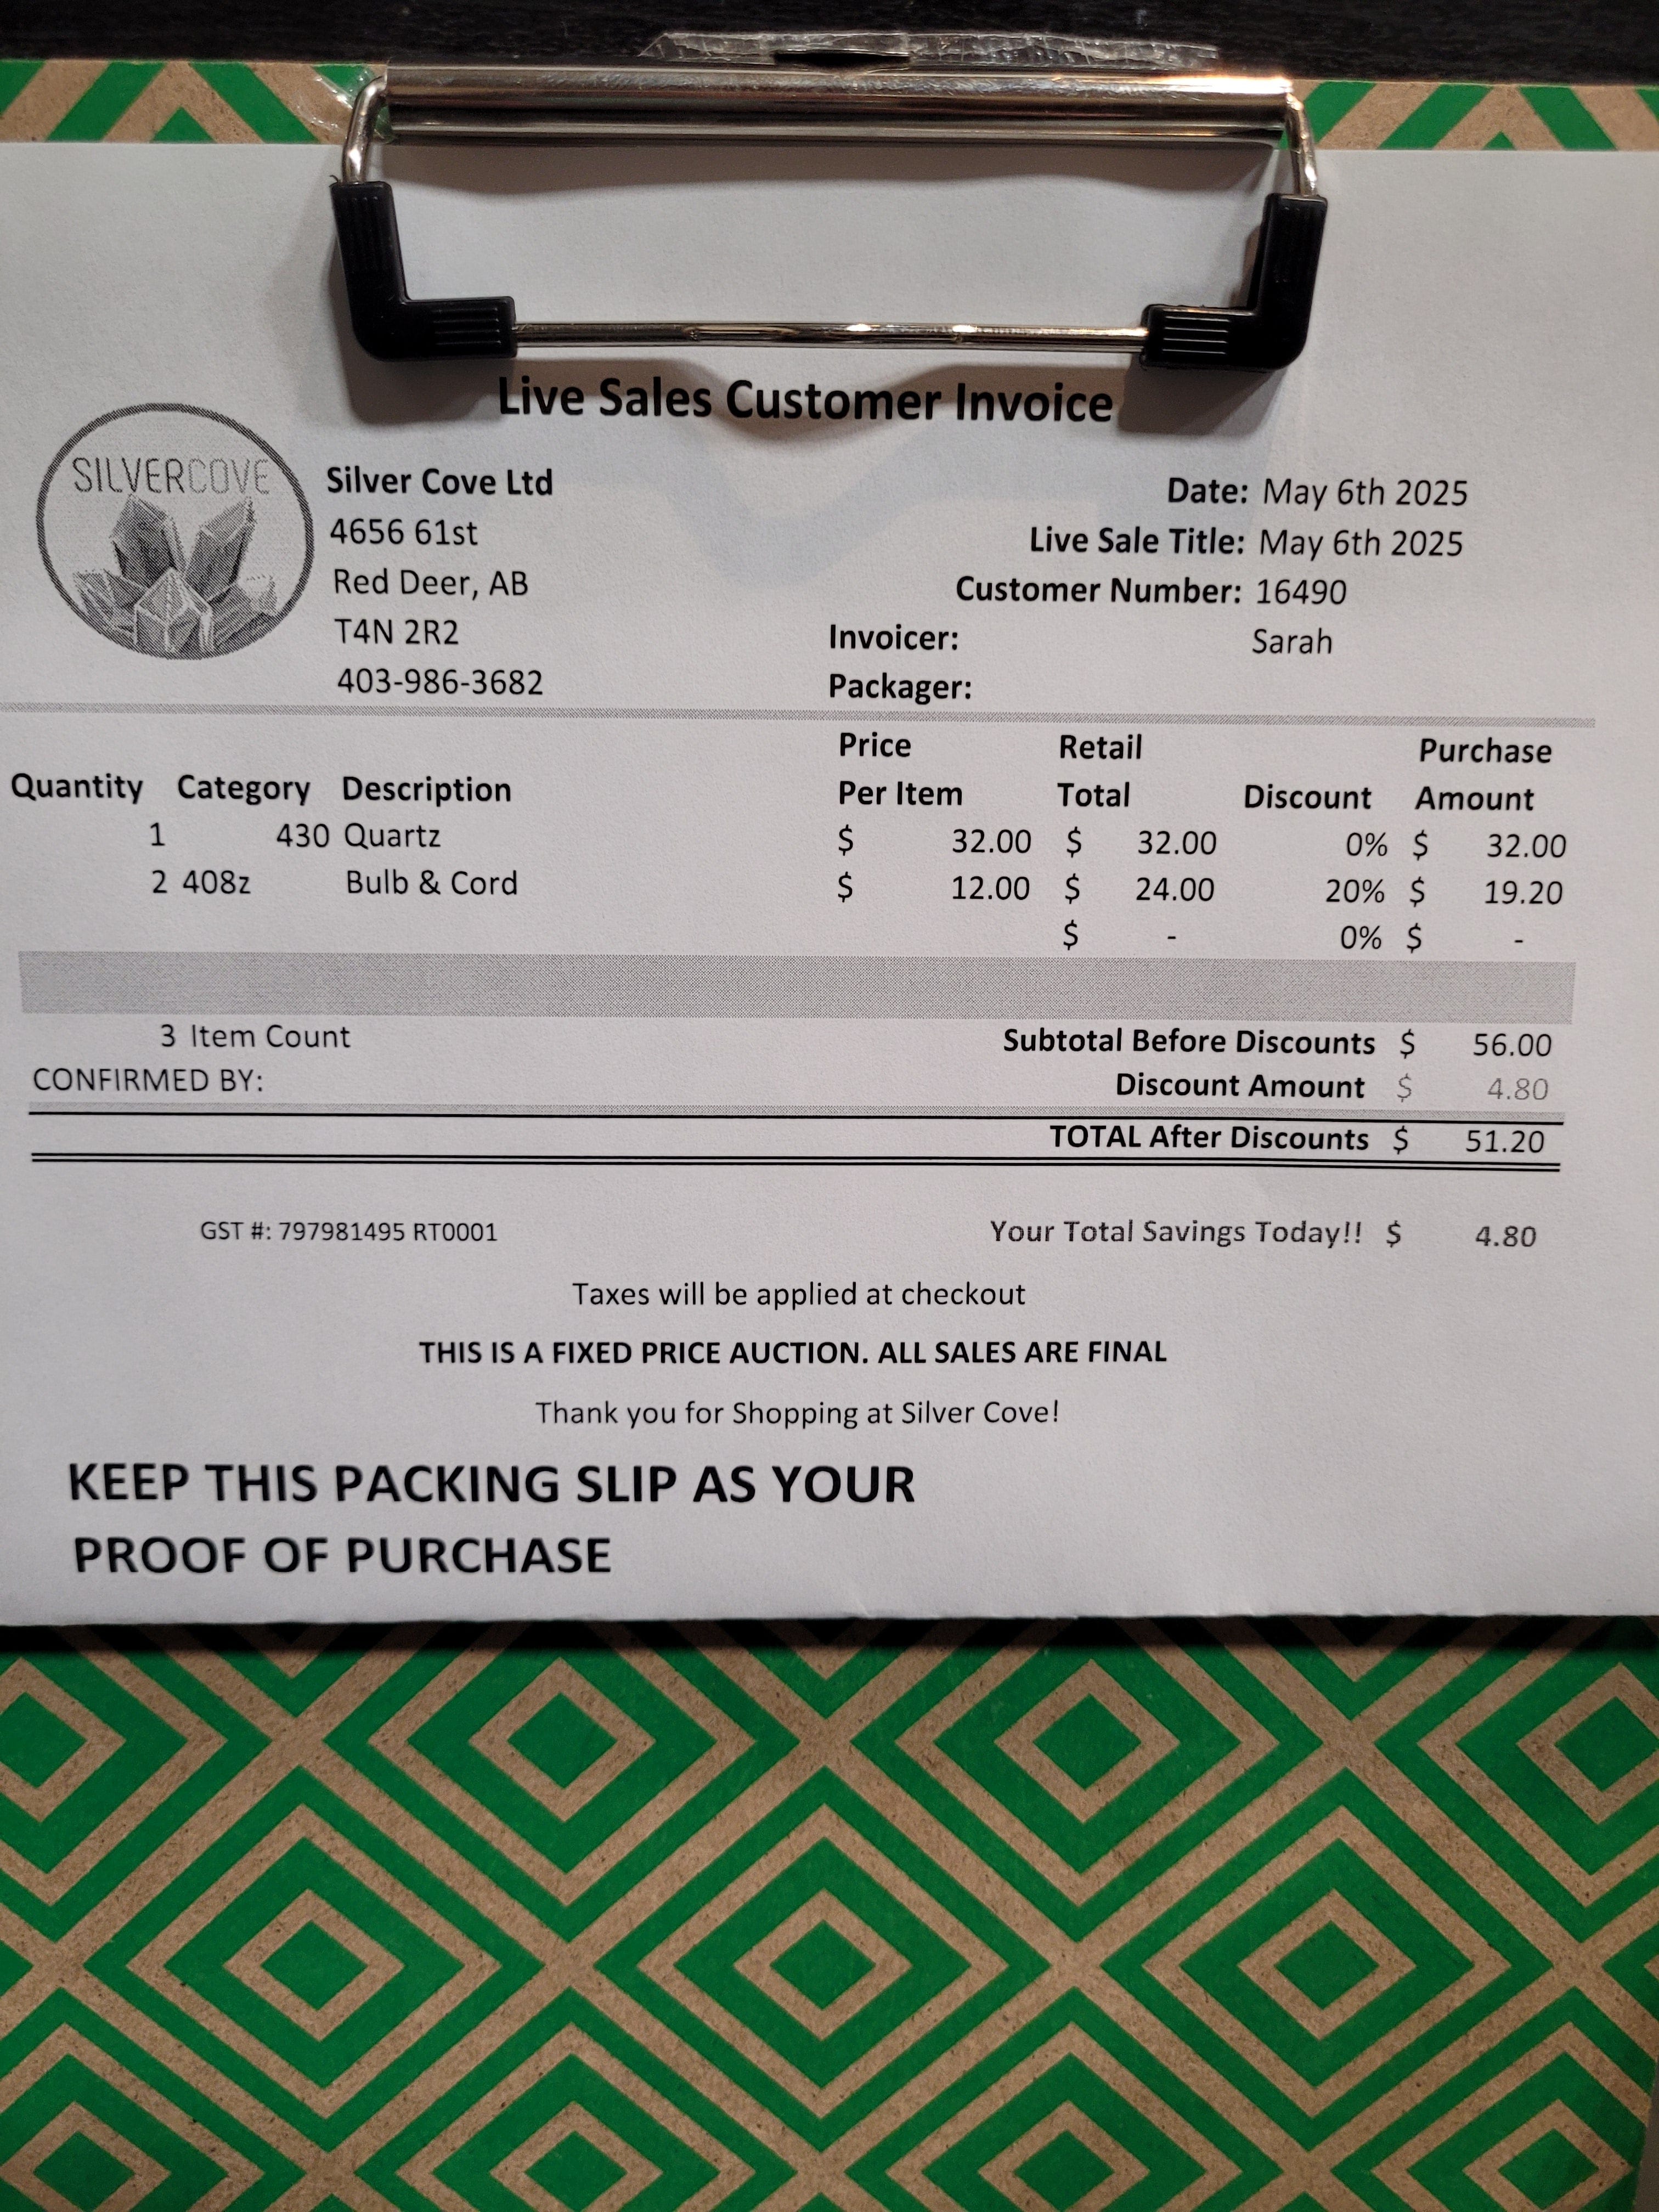 Live Sales Customer Invoice
SILVERCOVE
Silver Cove Ltd
4656 61st
Red Deer, AB
T4N 2R2
403-986-3682
Date: May 6th 2025
Live Sale Title: May 6th 2025
Customer Number: 16490
Invoicer: Sarah
Packager:
Quantity Category Description Price Per Item Retail Total Discount Purchase Amount
1 430 Quartz $ 32.00 $ 32.00 0% $ 32.00
2 408z Bulb & Cord $ 12.00 $ 24.00 20% $ 19.20
$ - 0% $ -
3 Item Count Subtotal Before Discounts $ 56.00
CONFIRMED BY: Discount Amount $ 4.80
TOTAL After Discounts $ 51.20
GST #: 797981495 RT0001 Your Total Savings Today!! $ 4.80
Taxes will be applied at checkout
THIS IS A FIXED PRICE AUCTION. ALL SALES ARE FINAL
Thank you for Shopping at Silver Cove!
KEEP THIS PACKING SLIP AS YOUR
PROOF OF PURCHASE